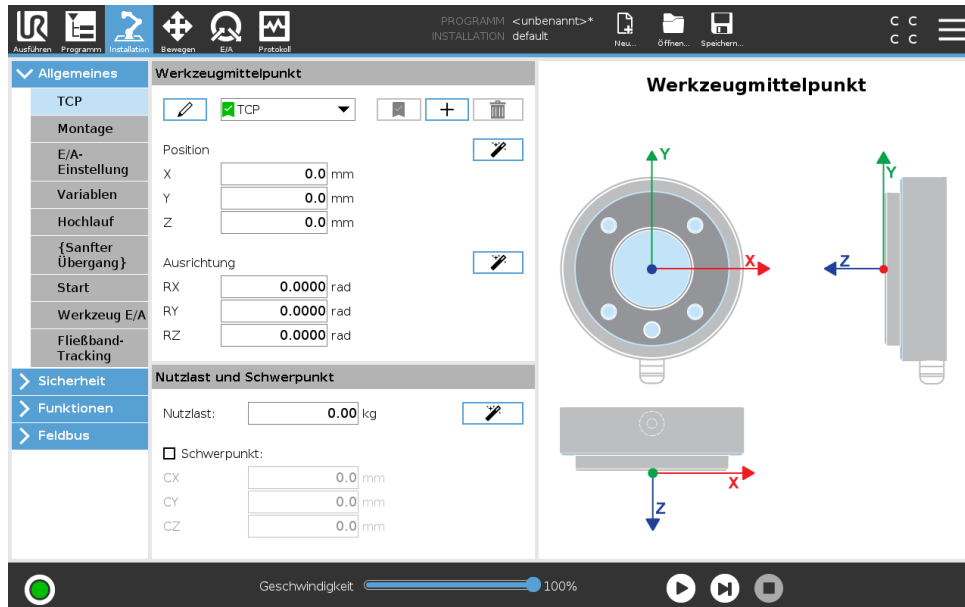 PROGRAMM <unbenannt>*
INSTALLATION default
Ausführen Programm Installation Bewegen E/A Protokoll Neu... Öffnen... Speichern...
C C
C C
Allgemeines
TCP
Montage
E/A-
Einstellung
Variablen
Hochlauf
{Sanfter
Übergang}
Start
Werkzeug E/A
Fließband-
Tracking
Sicherheit
Funktionen
Feldbus
Werkzeugmittelpunkt
TCP
Position
X 0.0 mm
Y 0.0 mm
Z 0.0 mm
Ausrichtung
RX 0.0000 rad
RY 0.0000 rad
RZ 0.0000 rad
Nutzlast und Schwerpunkt
Nutzlast: 0.00 kg
Schwerpunkt:
CX 0.0 mm
CY 0.0 mm
CZ 0.0 mm
Werkzeugmittelpunkt
Y
X
Y
Z
X
Z
Geschwindigkeit 100%